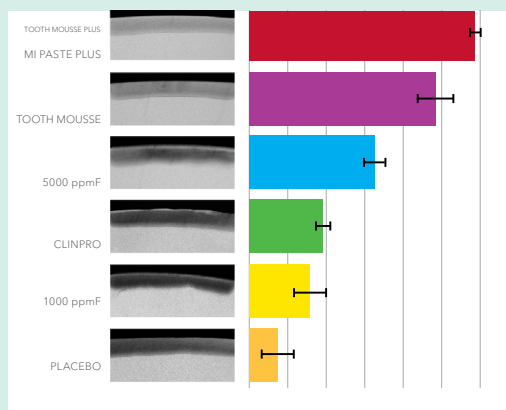 TOOTH MOUSSE PLUS
MI PASTE PLUS
TOOTH MOUSSE
5000 ppmF
CLINPRO
1000 ppmF
PLACEBO